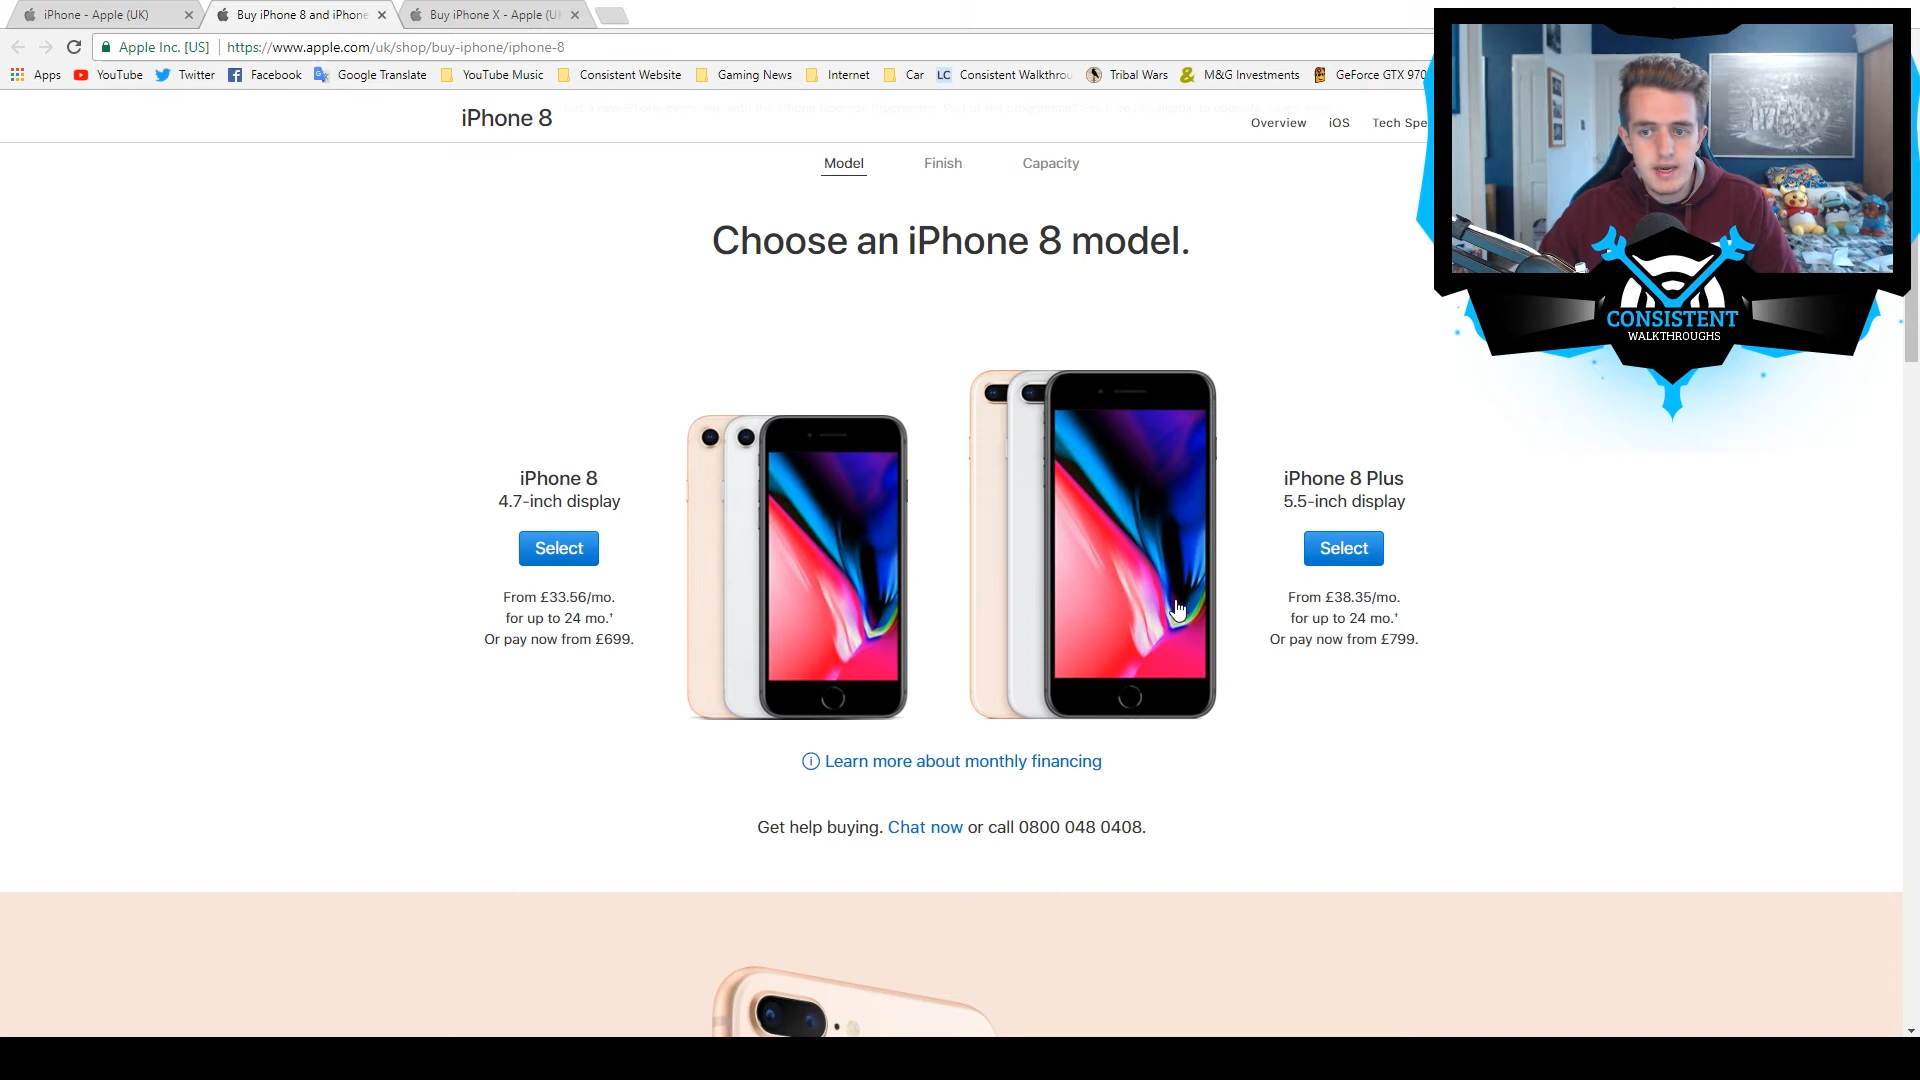 iPhone - Apple (UK)
Buy iPhone 8 and iPhone
Buy iPhone X - Apple (U
Apple Inc. [US]
https://www.apple.com/uk/shop/buy-iphone/iphone-8
Apps YouTube Twitter Facebook Google Translate YouTube Music Consistent Website Gaming News Internet Car LC Consistent Walkthrou Tribal Wars M&G Investments GeForce GTX 970
iPhone 8
Overview iOS Tech Spe
Model Finish Capacity
Choose an iPhone 8 model.
iPhone 8
4.7-inch display
Select
From £33.56/mo.
for up to 24 mo.†
Or pay now from £699.
iPhone 8 Plus
5.5-inch display
Select
From £38.35/mo.
for up to 24 mo.†
Or pay now from £799.
Learn more about monthly financing
Get help buying. Chat now or call 0800 048 0408.
CONSISTENT
WALKTHROUGHS